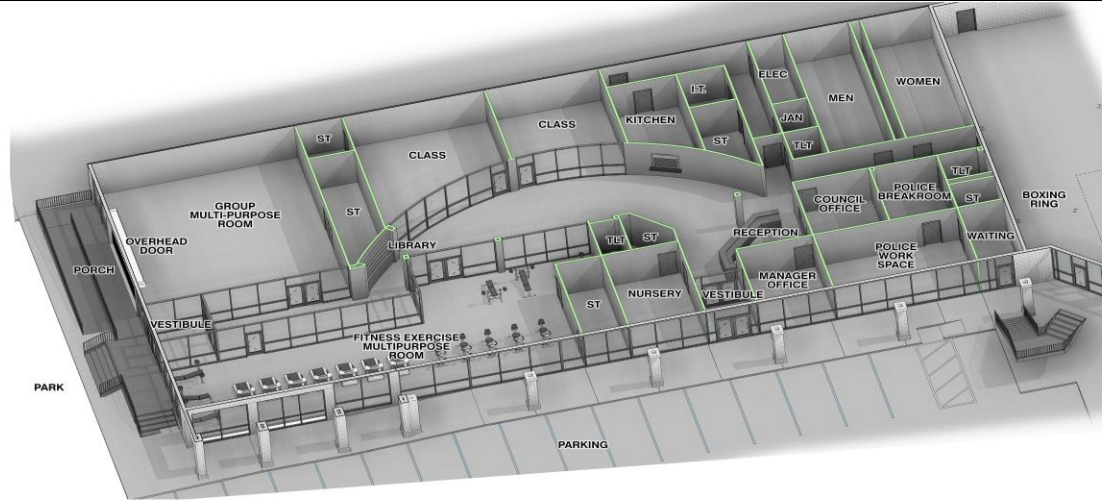 ELEC
WOMEN
I.T.
MEN
KITCHEN
JAN
CLASS
ST
ST
TLT
CLASS
TLT
ST
POLICE
BREAKROOM
COUNCIL
OFFICE
ST
BOXING
RING
GROUP
MULTI-PURPOSE
ROOM
ST
RECEPTION
WAITING
OVERHEAD
DOOR
LIBRARY
TLT
ST
POLICE
WORK
SPACE
PORCH
MANAGER
OFFICE
NURSERY
VESTIBULE
ST
VESTIBULE
FITNESS EXERCISE
MULTIPURPOSE
ROOM
PARK
PARKING